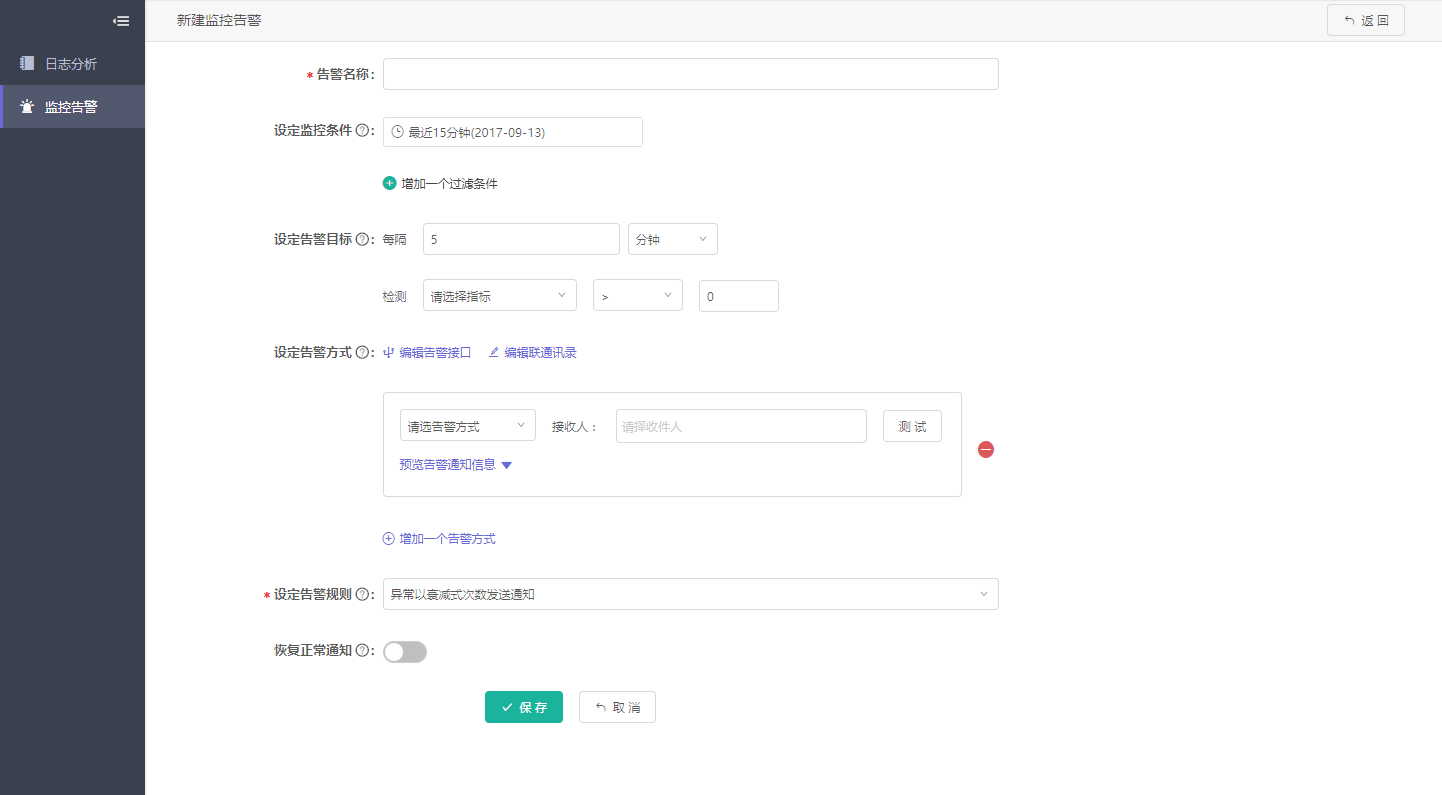 新建监控告警
返 回
日志分析
监控告警
* 告警名称:
设定监控条件 ? : 最近15分钟(2017-09-13)
增加一个过滤条件
设定告警目标 ? : 每隔 5 分钟
检测 请选择指标 > 0
设定告警方式 ? : 编辑告警接口 编辑联通讯录
请选告警方式 接收人： 请择收件人 测 试
预览告警通知信息
增加一个告警方式
* 设定告警规则 ? : 异常以衰减式次数发送通知
恢复正常通知 ? :
保 存 取 消